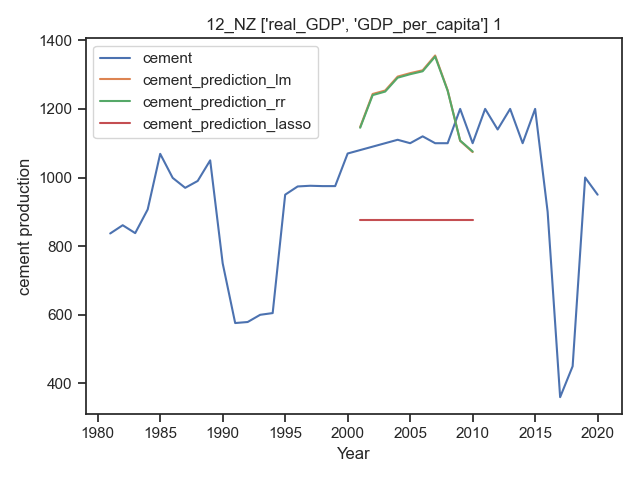 12_NZ ['real_GDP', 'GDP_per_capita'] 1
cement
cement_prediction_lm
cement_prediction_rr
cement_prediction_lasso
cement production
1400
1200
1000
800
600
400
1980 1985 1990 1995 2000 2005 2010 2015 2020
Year